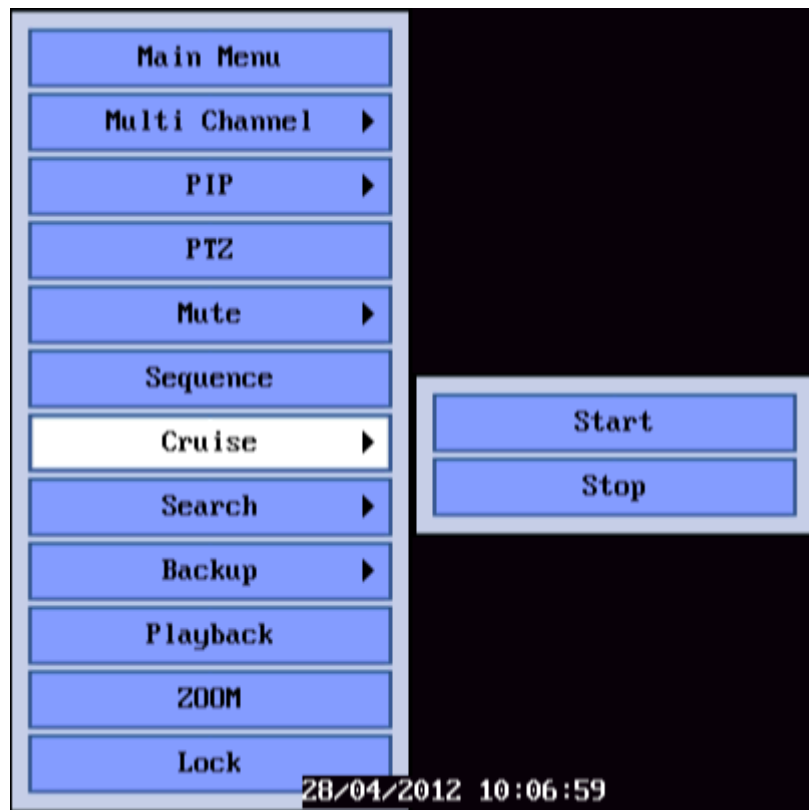 Main Menu
Multi Channel
PIP
PTZ
Mute
Sequence
Cruise
Search
Backup
Playback
ZOOM
Lock
Start
Stop
28/04/2012 10:06:59